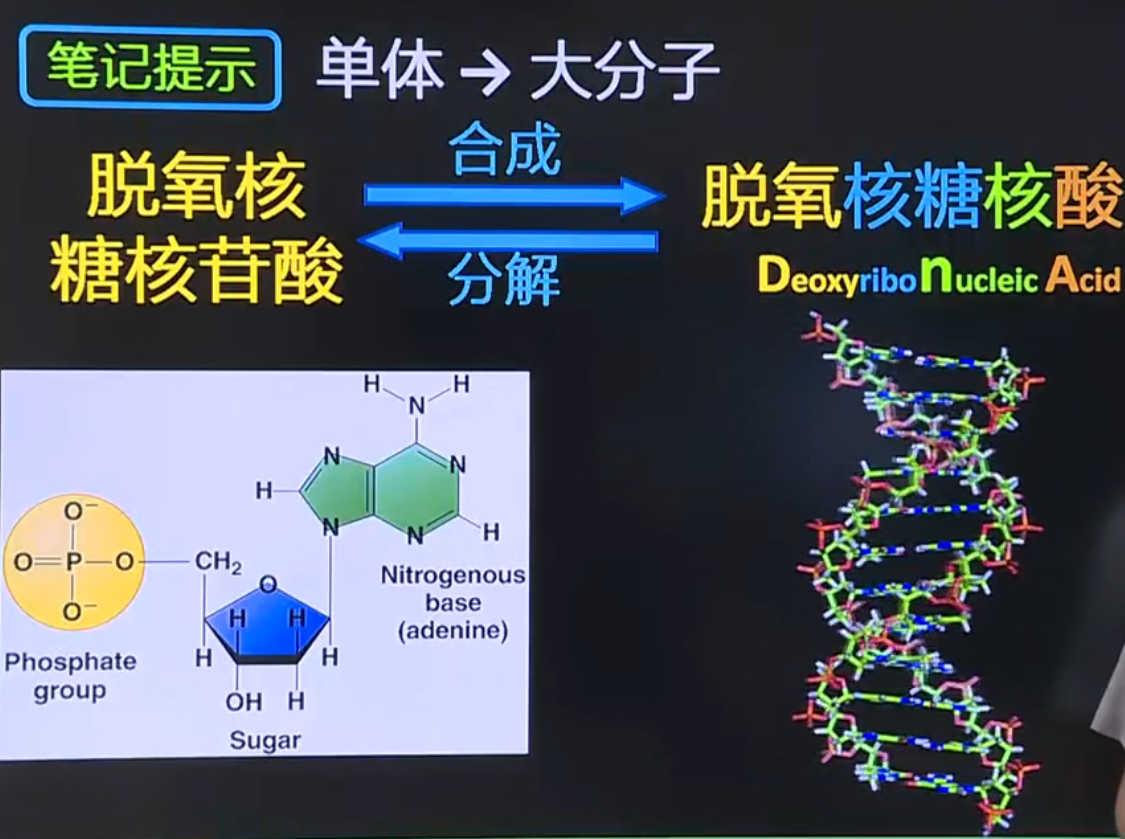 笔记提示 单体→大分子
合成
脱氧核
糖核苷酸
脱氧核糖核酸
分解
Deoxyribo nucleic Acid
H H
N
N N
H
N N H
O⁻
O=P—O
CH₂
O⁻
O
Nitrogenous
base
(adenine)
H H
Phosphate
group
H H
OH H
Sugar